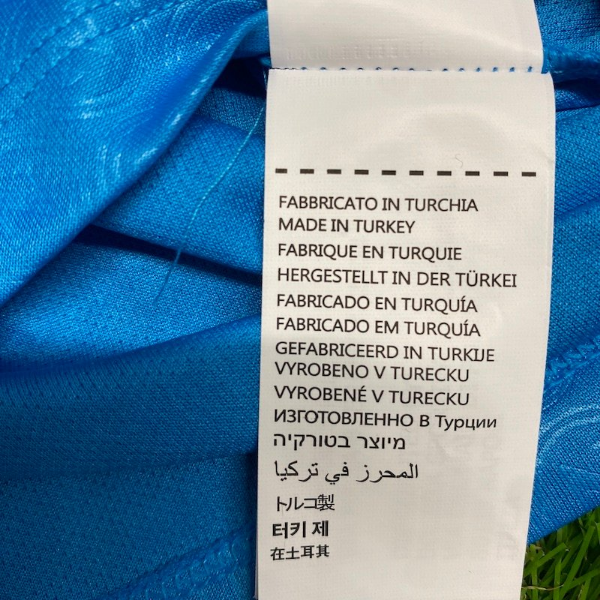 FABBRICATO IN TURCHIA
MADE IN TURKEY
FABRIQUE EN TURQUIE
HERGESTELLT IN DER TÜRKEI
FABRICADO EN TURQUÍA
FABRICADO EM TURQUÍA
GEFABRICEERD IN TURKIJE
VYROBENO V TURECKU
VYROBENÉ V TURECKU
ИЗГОТОВЛЕННО В Турции
מיוצר בטורקיה
المحرز في تركيا
トルコ製
터키 제
在土耳其